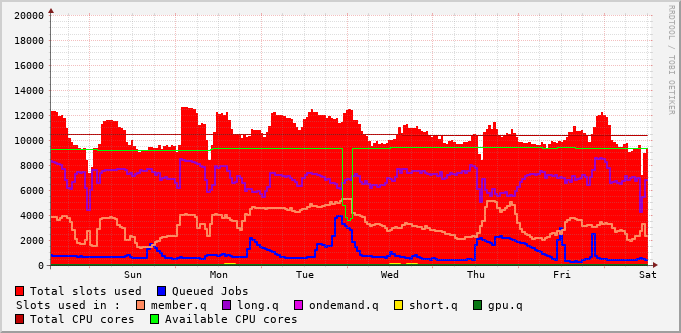 20000
18000
16000
14000
12000
10000
8000
6000
4000
2000
0
Sun Mon Tue Wed Thu Fri Sat
Total slots used Queued Jobs
Slots used in : member.q long.q ondemand.q short.q gpu.q
Total CPU cores Available CPU cores
RRDTOOL / TOBI OETIKER